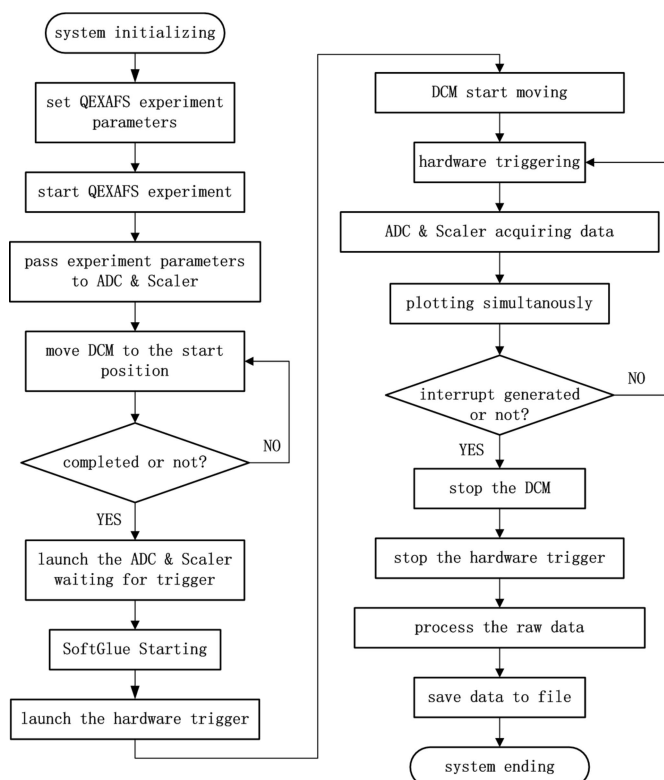 system initializing
set QEXAFS experiment
parameters
start QEXAFS experiment
pass experiment parameters
to ADC & Scaler
move DCM to the start
position
completed or not?
NO
YES
launch the ADC & Scaler
waiting for trigger
SoftGlue Starting
launch the hardware trigger
DCM start moving
hardware triggering
ADC & Scaler acquiring data
plotting simultanously
interrupt generated
or not?
NO
YES
stop the DCM
stop the hardware trigger
process the raw data
save data to file
system ending